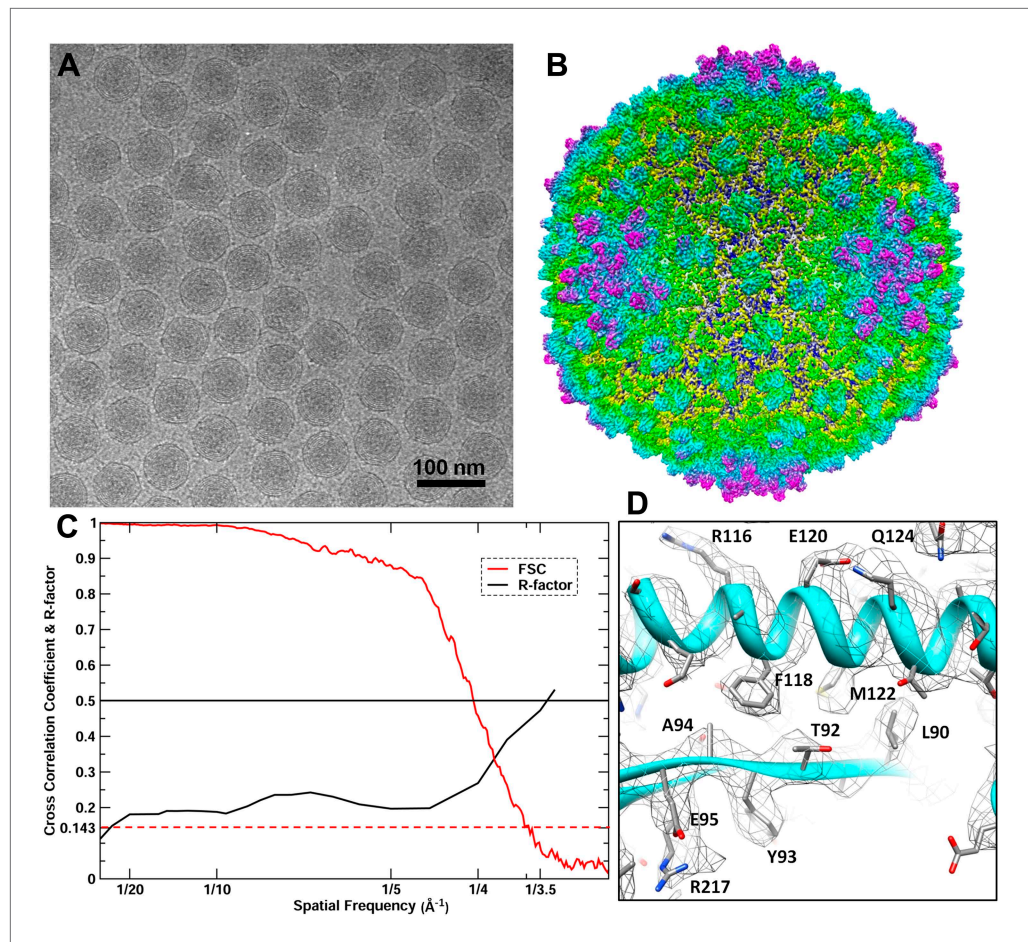 A
100 nm
B
C
1
0.9
0.8
0.7
0.6
0.5
0.4
0.3
0.2
0.143
0
Cross Correlation Coefficient & R-factor
FSC
R-factor
1/20
1/10
1/5
1/4
1/3.5
Spatial Frequency (Å-1)
D
R116
E120
Q124
F118
M122
A94
T92
L90
E95
Y93
R217